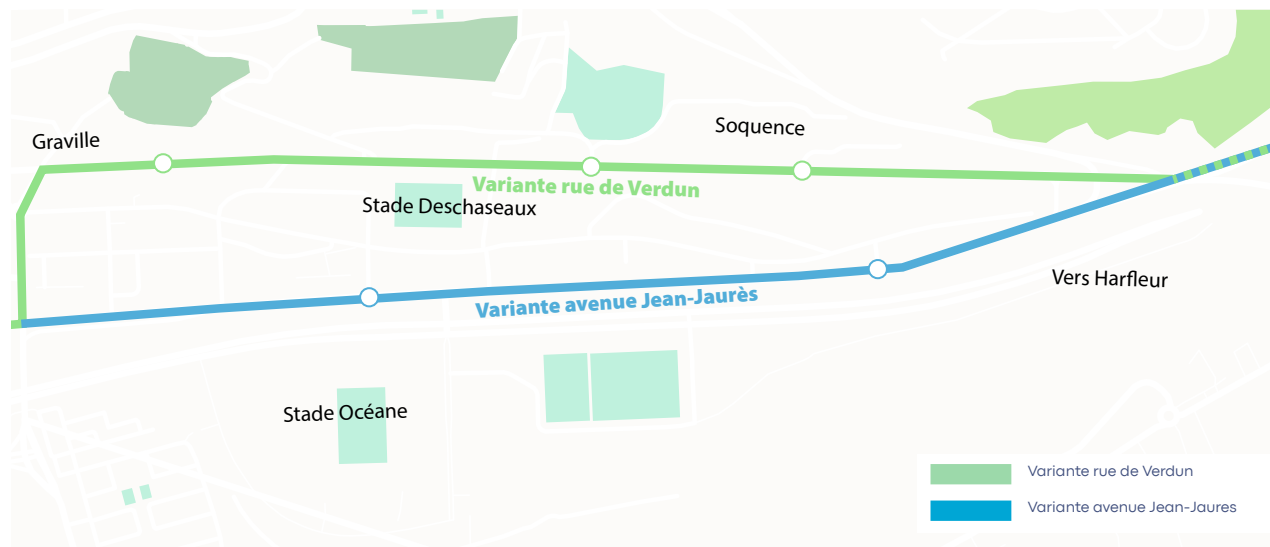 Graville
Soquence
Variante rue de Verdun
Stade Deschaseaux
Vers Harfleur
Variante avenue Jean-Jaurès
Stade Océane
Variante rue de Verdun
Variante avenue Jean-Jaures